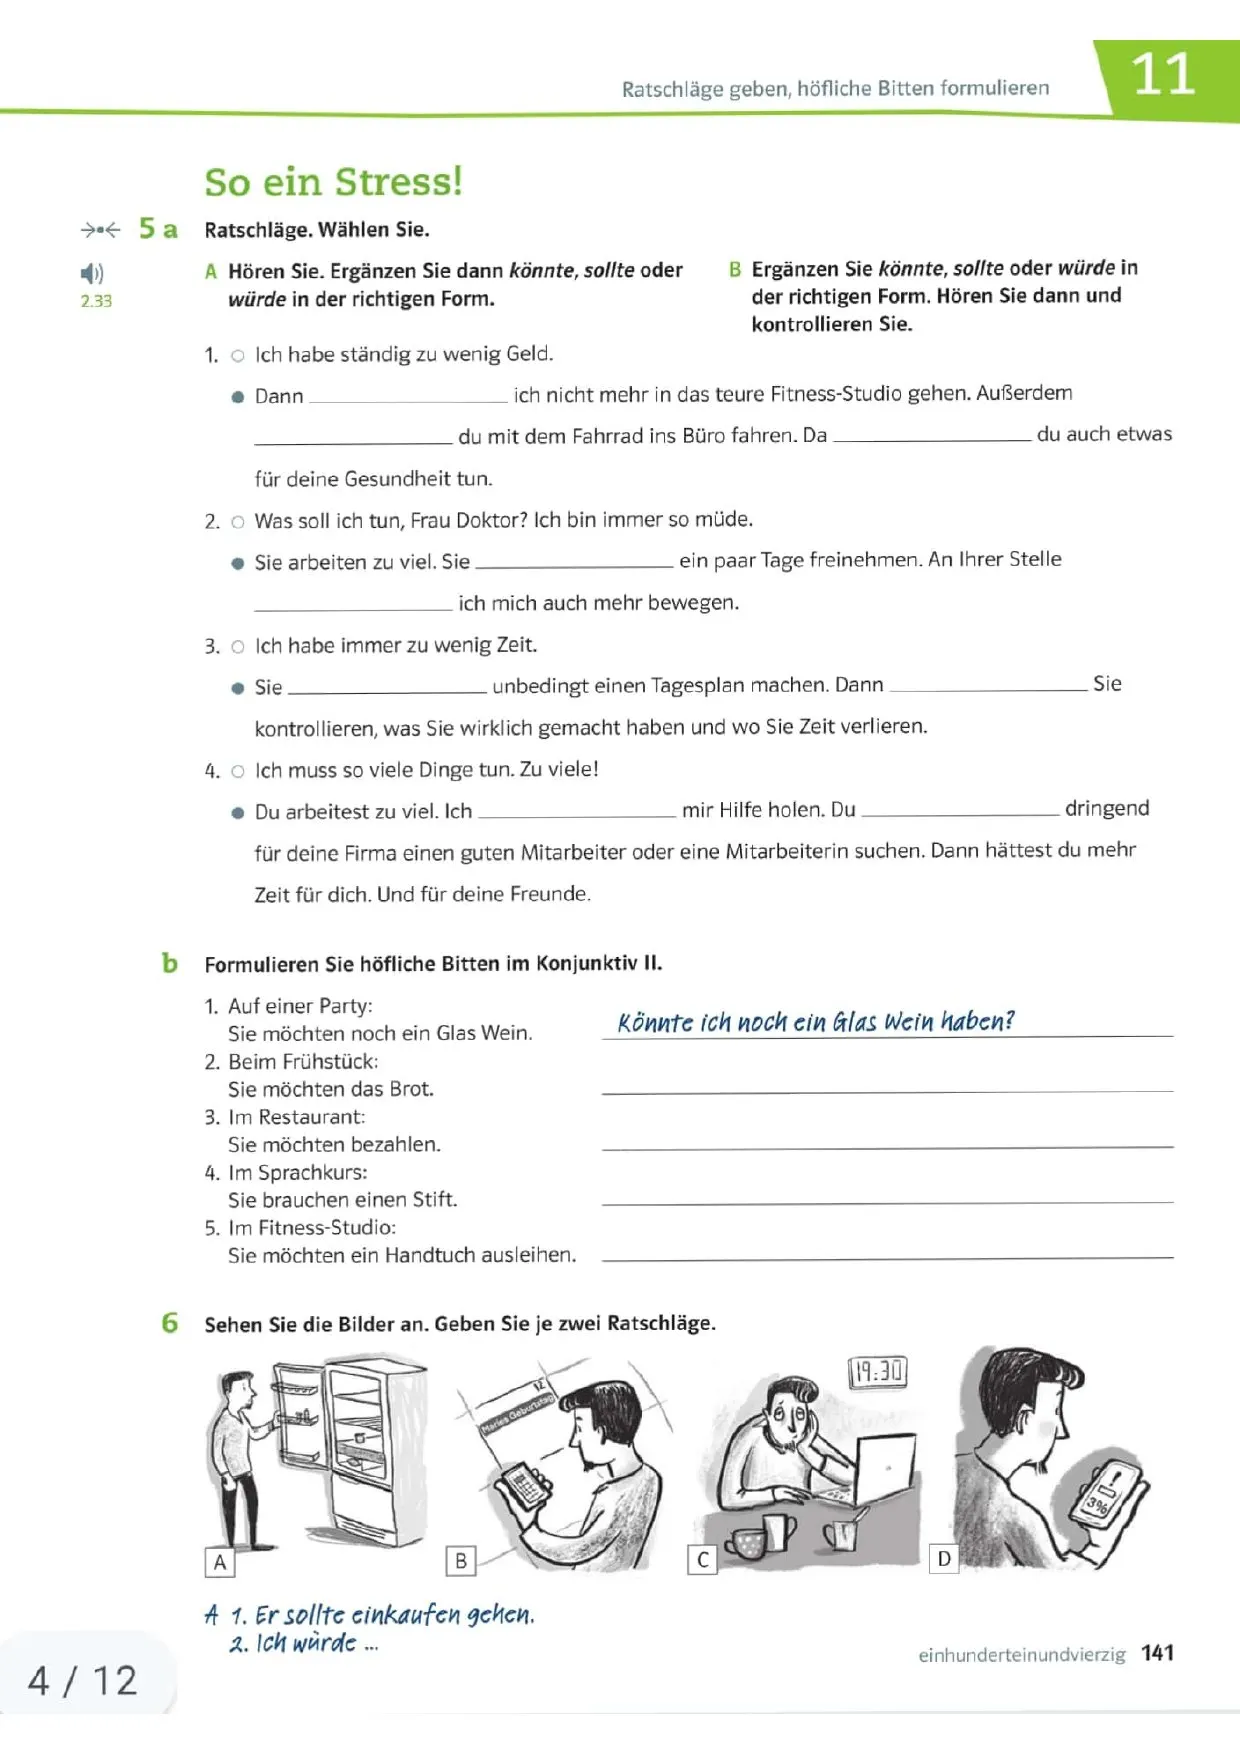 Ratschläge geben, höfliche Bitten formulieren 11
So ein Stress!
5 a Ratschläge. Wählen Sie.
2.33
A Hören Sie. Ergänzen Sie dann könnte, sollte oder
würde in der richtigen Form.
B Ergänzen Sie könnte, sollte oder würde in
der richtigen Form. Hören Sie dann und
kontrollieren Sie.
1. ○ Ich habe ständig zu wenig Geld.
● Dann ____________ ich nicht mehr in das teure Fitness-Studio gehen. Außerdem
____________ du mit dem Fahrrad ins Büro fahren. Da ____________ du auch etwas
für deine Gesundheit tun.
2. ○ Was soll ich tun, Frau Doktor? Ich bin immer so müde.
● Sie arbeiten zu viel. Sie ____________ ein paar Tage freinehmen. An Ihrer Stelle
____________ ich mich auch mehr bewegen.
3. ○ Ich habe immer zu wenig Zeit.
● Sie ____________ unbedingt einen Tagesplan machen. Dann ____________ Sie
kontrollieren, was Sie wirklich gemacht haben und wo Sie Zeit verlieren.
4. ○ Ich muss so viele Dinge tun. Zu viele!
● Du arbeitest zu viel. Ich ____________ mir Hilfe holen. Du ____________ dringend
für deine Firma einen guten Mitarbeiter oder eine Mitarbeiterin suchen. Dann hättest du mehr
Zeit für dich. Und für deine Freunde.
b Formulieren Sie höfliche Bitten im Konjunktiv II.
1. Auf einer Party:
Sie möchten noch ein Glas Wein. Könnte ich noch ein Glas Wein haben?
2. Beim Frühstück:
Sie möchten das Brot.
3. Im Restaurant:
Sie möchten bezahlen.
4. Im Sprachkurs:
Sie brauchen einen Stift.
5. Im Fitness-Studio:
Sie möchten ein Handtuch ausleihen.
6 Sehen Sie die Bilder an. Geben Sie je zwei Ratschläge.
12
Maries Geburtstag
19:30
!
3%
A B C D
A 1. Er sollte einkaufen gehen.
2. Ich würde ...
einhunderteinundvierzig 141
4 / 12